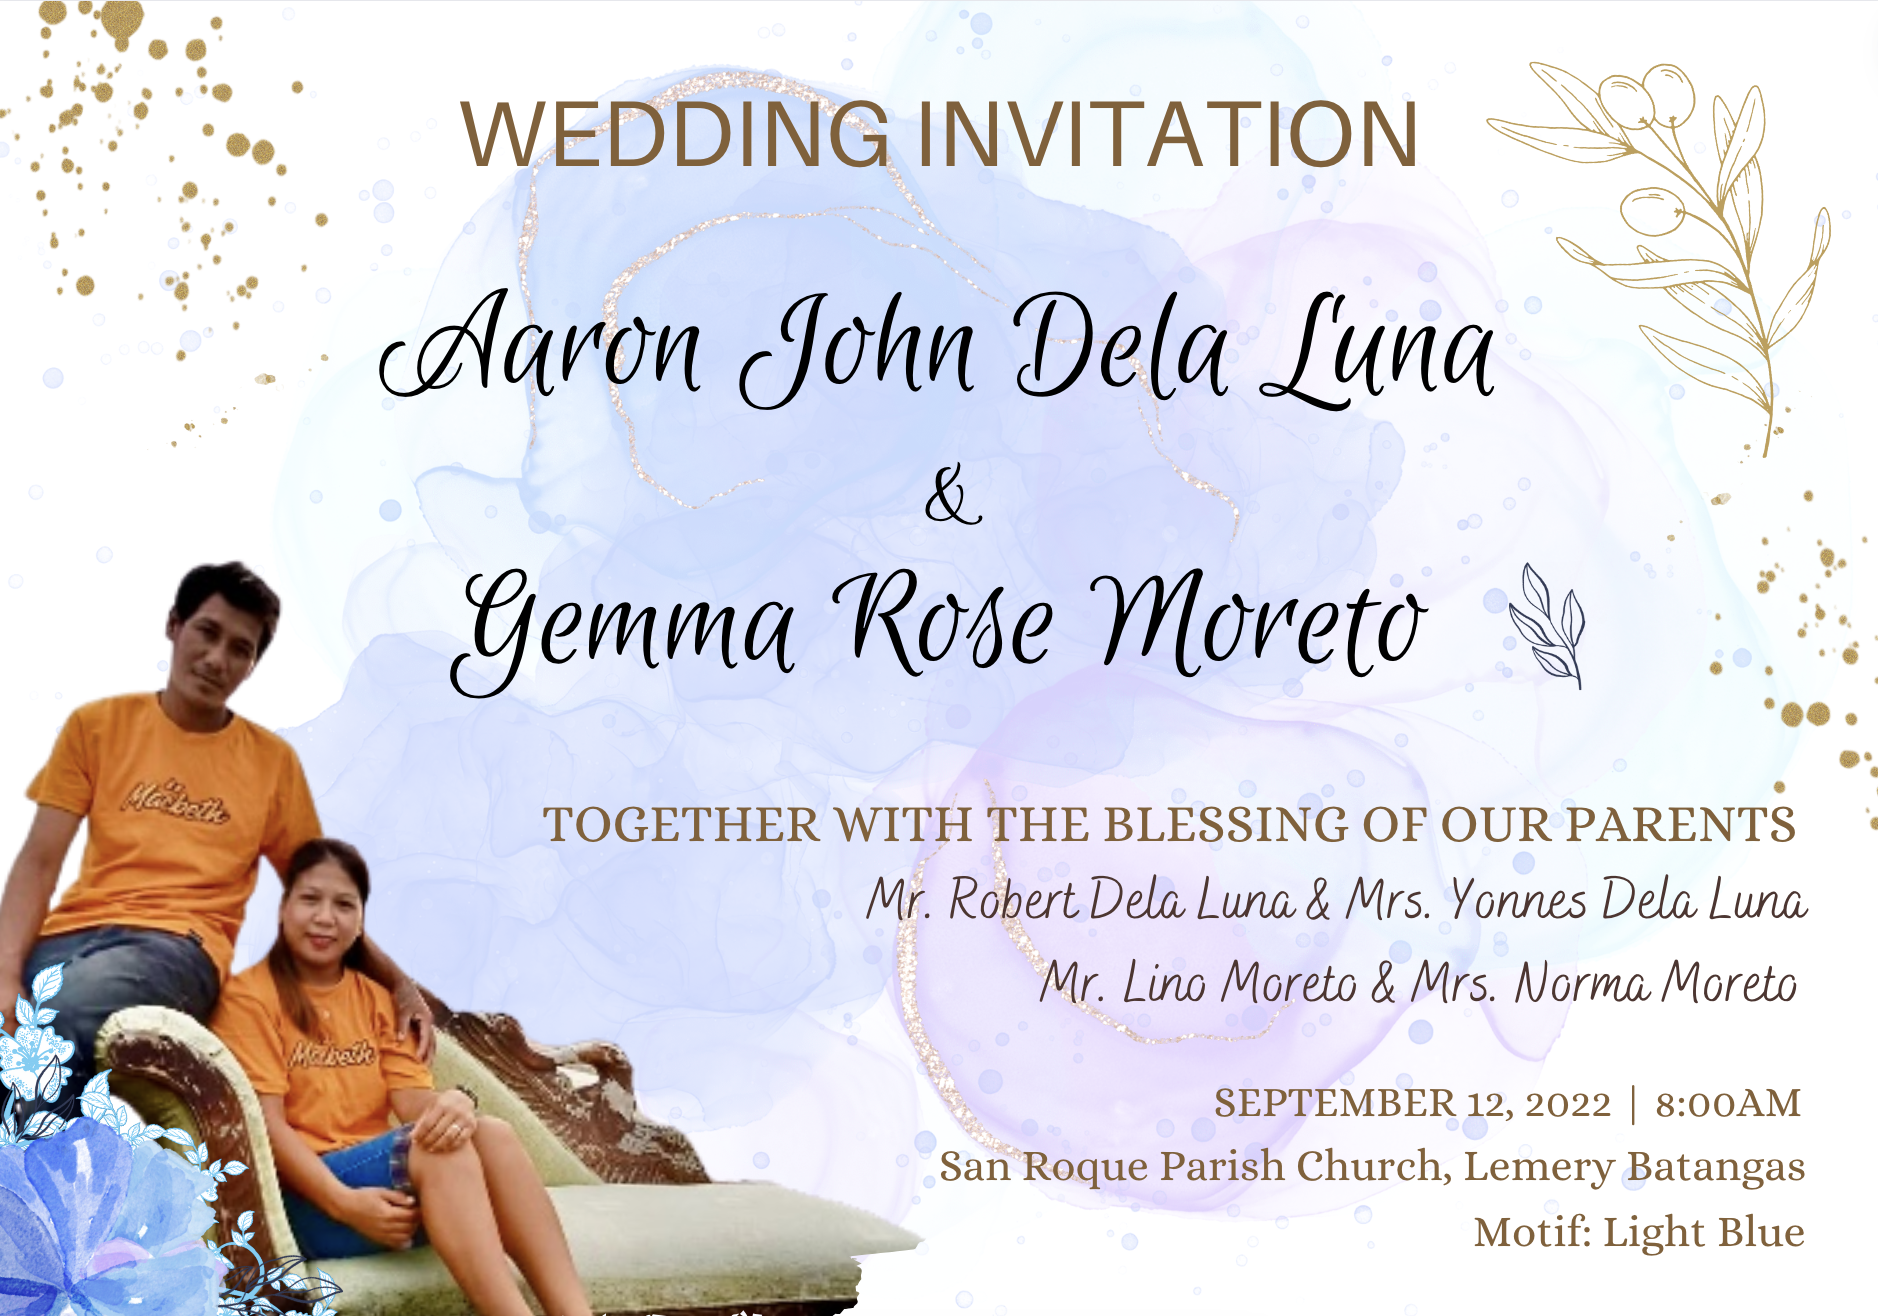 WEDDING INVITATION
Aaron John Dela Luna
&
Gemma Rose Moreto
TOGETHER WITH THE BLESSING OF OUR PARENTS
Mr. Robert Dela Luna & Mrs. Yonnes Dela Luna
Mr. Lino Moreto & Mrs. Norma Moreto
SEPTEMBER 12, 2022 | 8:00AM
San Roque Parish Church, Lemery Batangas
Motif: Light Blue
Macbeth
Macbeth